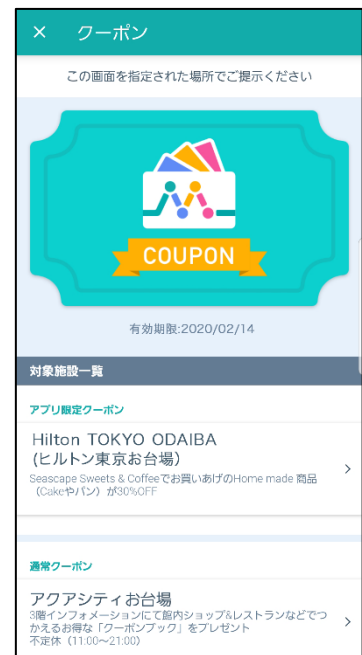 × クーポン
この画面を指定された場所でご提示ください
COUPON
有効期限:2020/02/14
対象施設一覧
アプリ限定クーポン
Hilton TOKYO ODAIBA
(ヒルトン東京お台場)
Seascape Sweets & Coffeeでお買いあげのHome made 商品
(Cakeやパン) が30%OFF
通常クーポン
アクアシティお台場
3階インフォメーションにて館内ショップ&レストランなどでつ
かえるお得な「クーポンブック」をプレゼント
不定休 (11:00~21:00)